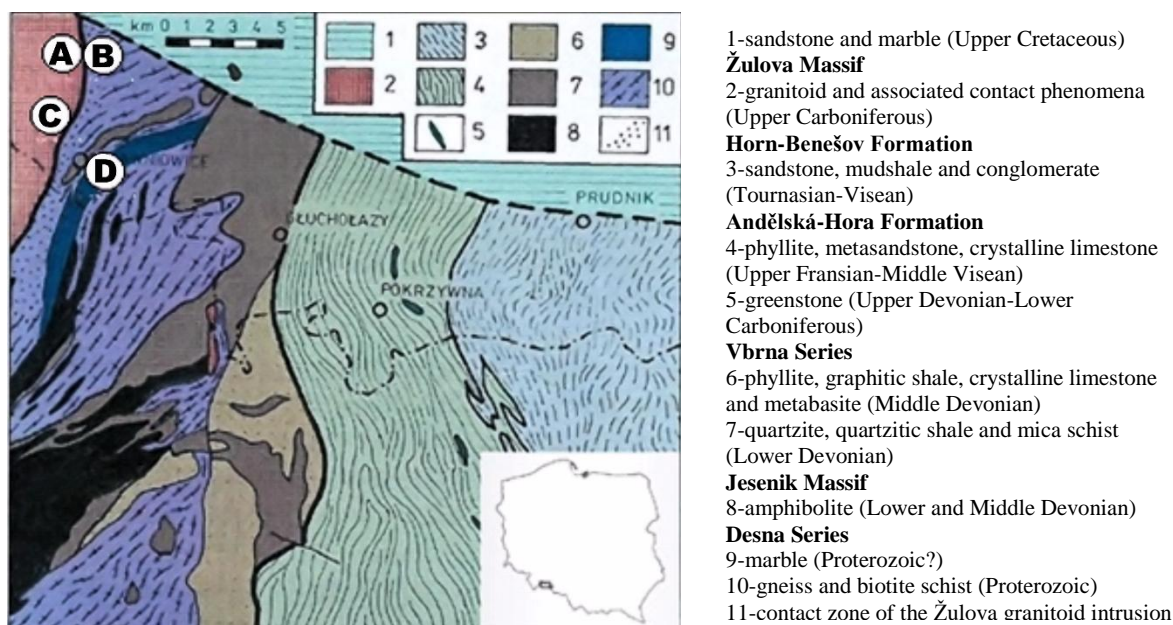 km 0 1 2 3 4 5
1 3 6 9
2 4 7 10
5 8 11
A B
C
D
PRUDNIK
GŁUCHOŁAZY
POKRZYWNA
1-sandstone and marble (Upper Cretaceous)
Žulova Massif
2-granitoid and associated contact phenomena
(Upper Carboniferous)
Horn-Benešov Formation
3-sandstone, mudshale and conglomerate
(Tournasian-Visean)
Andělská-Hora Formation
4-phyllite, metasandstone, crystalline limestone
(Upper Fransian-Middle Visean)
5-greenstone (Upper Devonian-Lower
Carboniferous)
Vbrna Series
6-phyllite, graphitic shale, crystalline limestone
and metabasite (Middle Devonian)
7-quartzite, quartzitic shale and mica schist
(Lower Devonian)
Jesenik Massif
8-amphibolite (Lower and Middle Devonian)
Desna Series
9-marble (Proterozoic?)
10-gneiss and biotite schist (Proterozoic)
11-contact zone of the Žulova granitoid intrusion